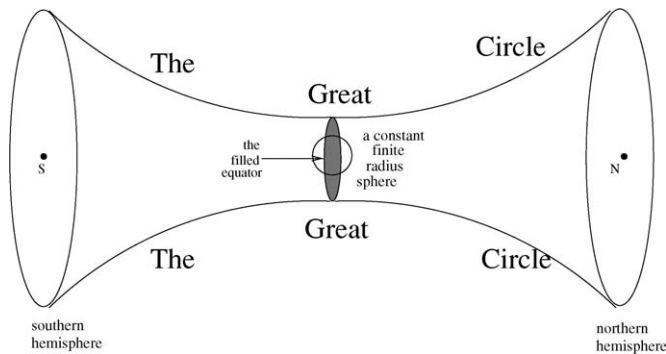 The
Circle
Great
the
filled
equator
a constant
finite
radius
sphere
S
N
The
Great
Circle
southern
hemisphere
northern
hemisphere